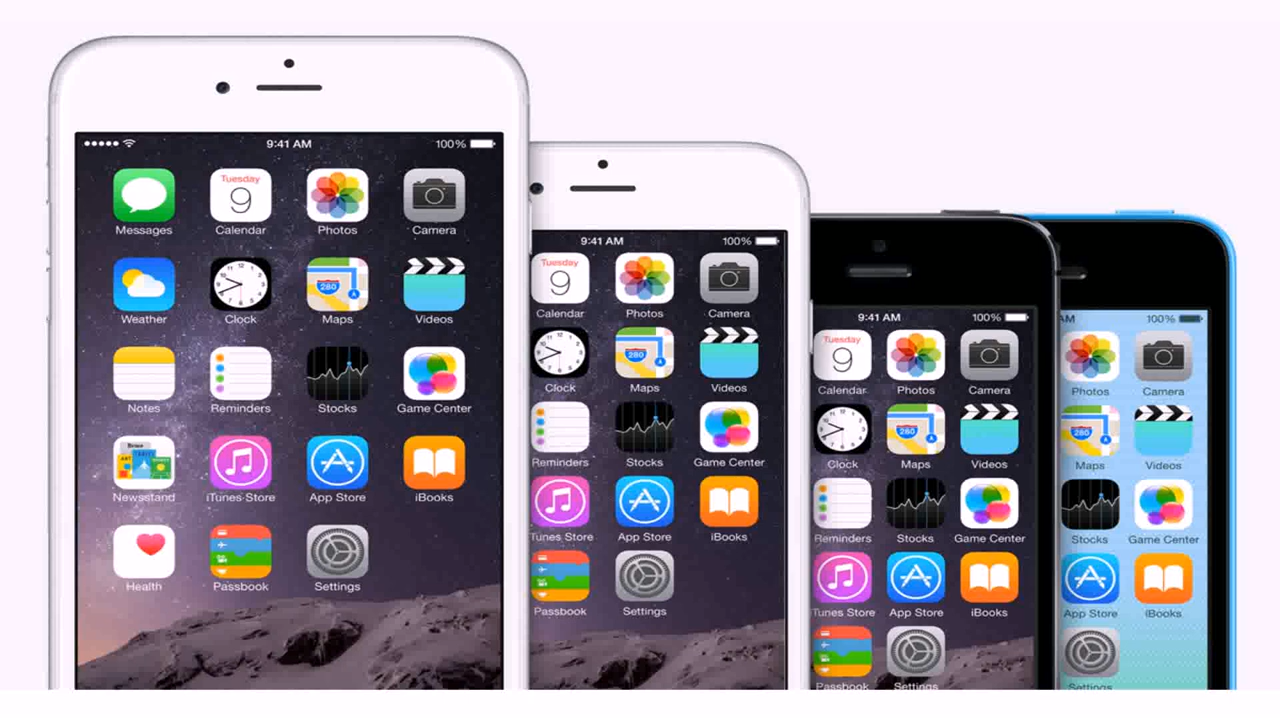 9:41 AM 100%
Tuesday
9
Messages Calendar Photos Camera
280
Weather Clock Maps Videos
Notes Reminders Stocks Game Center
Newsstand iTunes Store App Store iBooks
Health Passbook Settings
9:41 AM 100%
Tuesday
9
Calendar Photos Camera
280
Clock Maps Videos
Reminders Stocks Game Center
Tunes Store App Store iBooks
Passbook Settings
9:41 AM 100%
Tuesday
9
Calendar Photos Camera
280
Clock Maps Videos
Reminders Stocks Game Center
Tunes Store App Store iBooks
Passbook Settings
AM 100%
Photos Camera
280
Maps Videos
Stocks Game Center
App Store iBooks
Settings